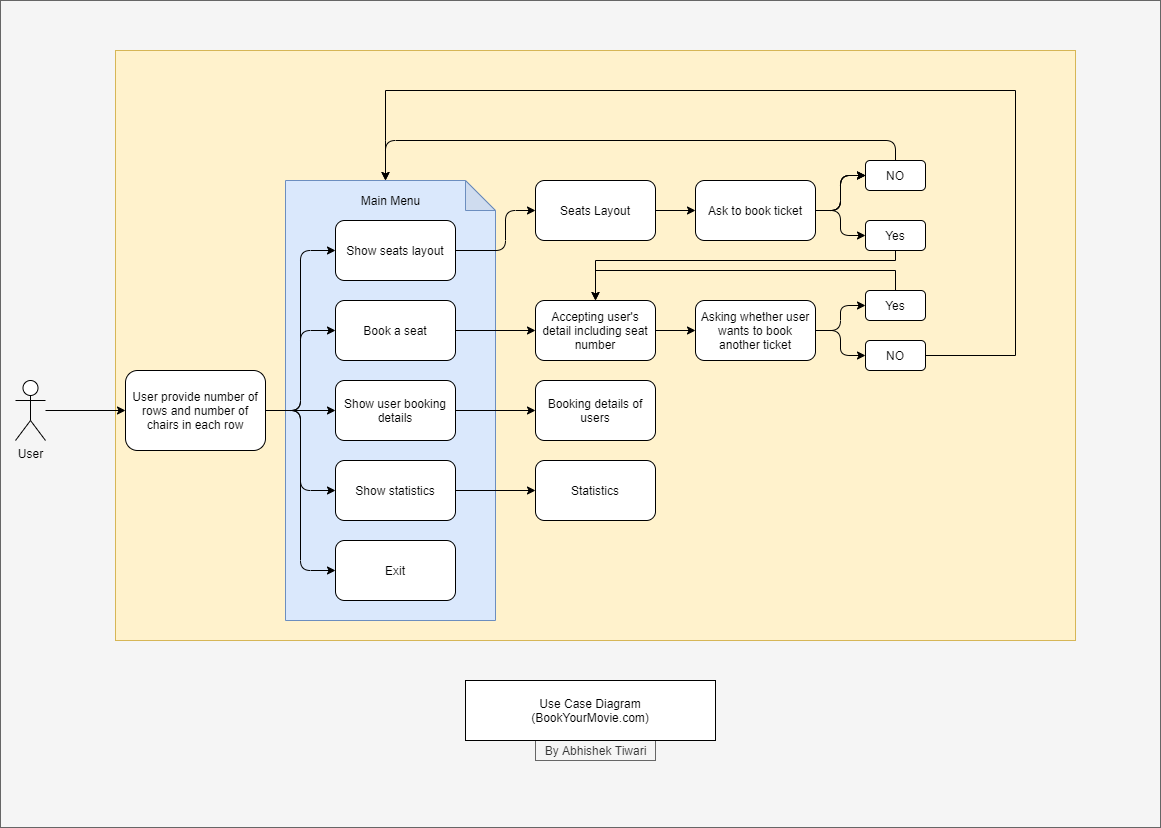 NO
Main Menu
Seats Layout
Ask to book ticket
Yes
Show seats layout
Book a seat
Accepting user's
detail including seat
number
Asking whether user
wants to book
another ticket
Yes
NO
User provide number of
rows and number of
chairs in each row
Show user booking
details
Booking details of
users
User
Show statistics
Statistics
Exit
Use Case Diagram
(BookYourMovie.com)
By Abhishek Tiwari